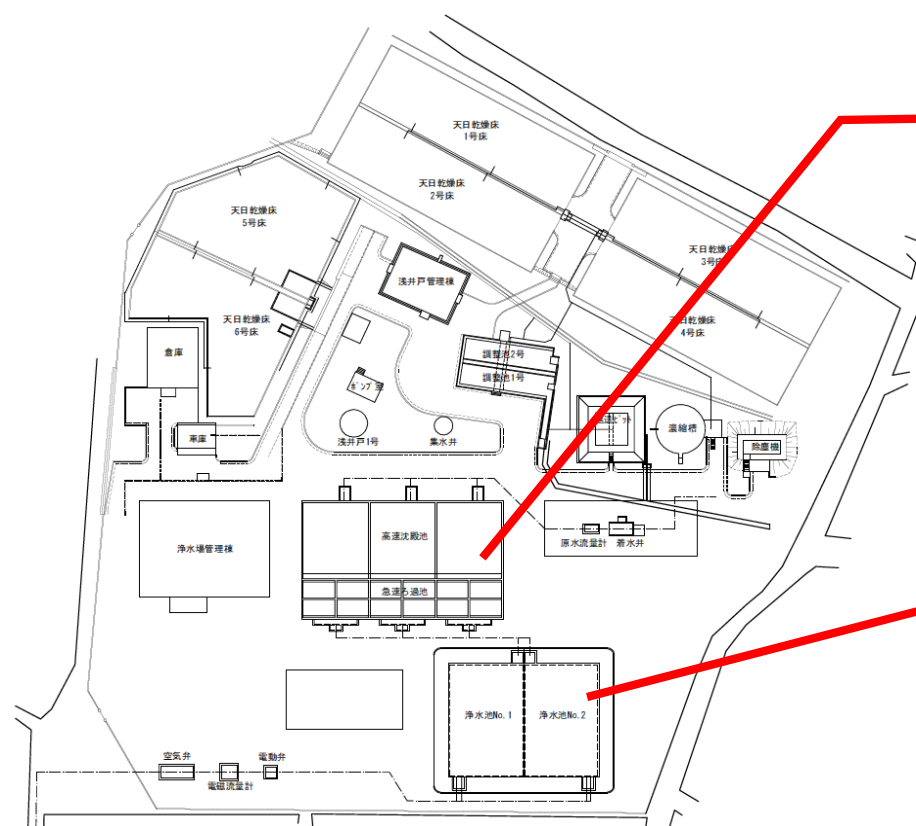 天日乾燥床
1号床
天日乾燥床
2号床
天日乾燥床
5号床
天日乾燥床
3号床
浅井戸管理棟
天日乾燥床
6号床
天日乾燥床
4号床
倉庫
調整池2号
調整池1号
ポンプ室
車庫
浅井戸1号
集水井
濃縮槽
除塵機
高速沈殿池
原水流量計
着水井
浄水場管理棟
急速ろ過池
浄水池No.1
浄水池No.2
空気弁
電磁流量計
電動弁